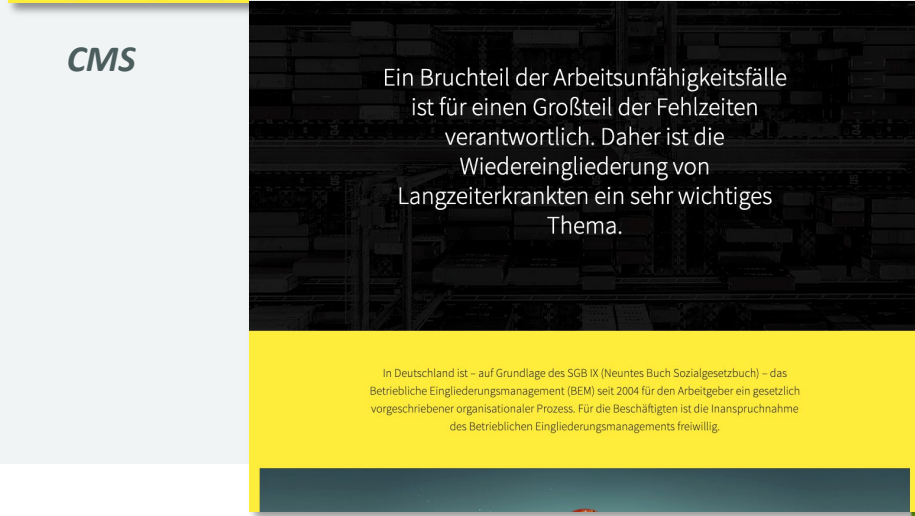 CMS
Ein Bruchteil der Arbeitsunfähigkeitsfälle
ist für einen Großteil der Fehlzeiten
verantwortlich. Daher ist die
Wiedereingliederung von
Langzeiterkrankten ein sehr wichtiges
Thema.
In Deutschland ist – auf Grundlage des SGB IX (Neuntes Buch Sozialgesetzbuch) – das
Betriebliche Eingliederungsmanagement (BEM) seit 2004 für den Arbeitgeber ein gesetzlich
vorgeschriebener organisationaler Prozess. Für die Beschäftigten ist die Inanspruchnahme
des Betrieblichen Eingliederungsmanagements freiwillig.